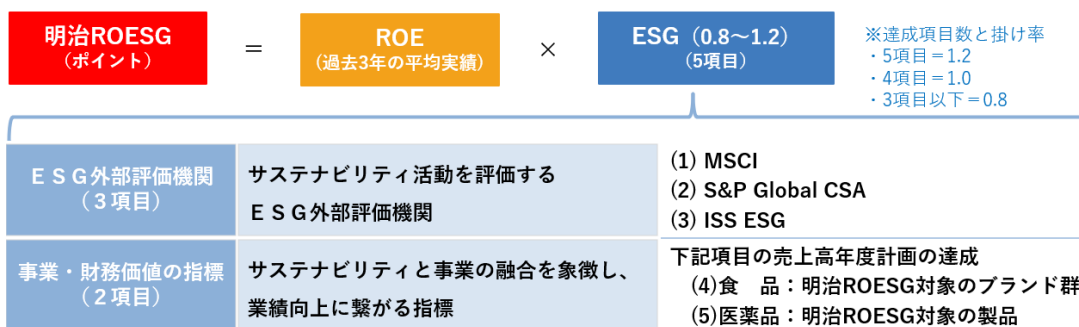 明治ROESG
(ポイント)
=
ROE
(過去3年の平均実績)
×
ESG(0.8~1.2)
(5項目)
※達成項目数と掛け率
・5項目=1.2
・4項目=1.0
・3項目以下=0.8
ESG外部評価機関
(3項目)
サステナビリティ活動を評価する
ESG外部評価機関
(1) MSCI
(2) S&P Global CSA
(3) ISS ESG
事業・財務価値の指標
(2項目)
サステナビリティと事業の融合を象徴し、
業績向上に繋がる指標
下記項目の売上高年度計画の達成
(4)食 品:明治ROESG対象のブランド群
(5)医薬品:明治ROESG対象の製品